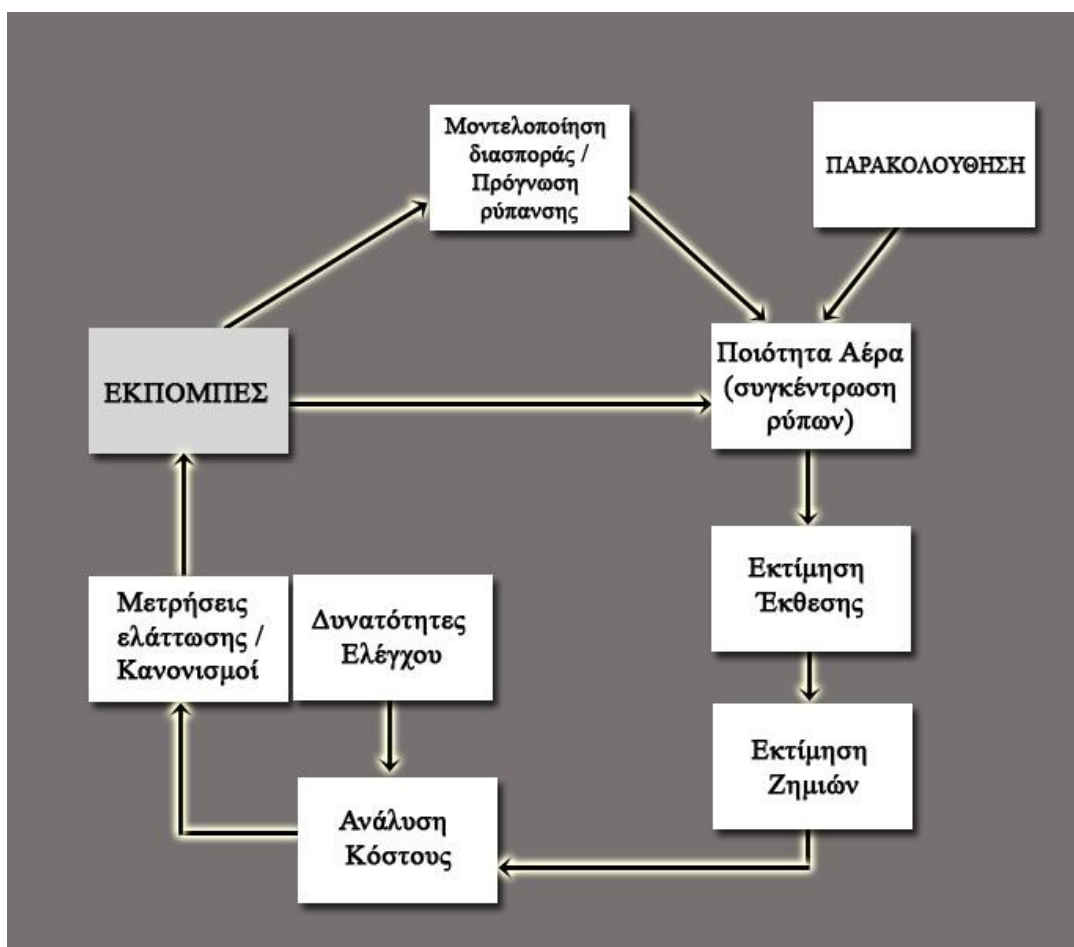 Μοντελοποίηση
διασποράς /
Πρόγνωση
ρύπανσης
ΠΑΡΑΚΟΛΟΥΘΗΣΗ
ΕΚΠΟΜΠΕΣ
Ποιότητα Αέρα
(συγκέντρωση
ρύπων)
Εκτίμηση
Έκθεσης
Μετρήσεις
ελάττωσης /
Κανονισμοί
Δυνατότητες
Ελέγχου
Εκτίμηση
Ζημιών
Ανάλυση
Κόστους